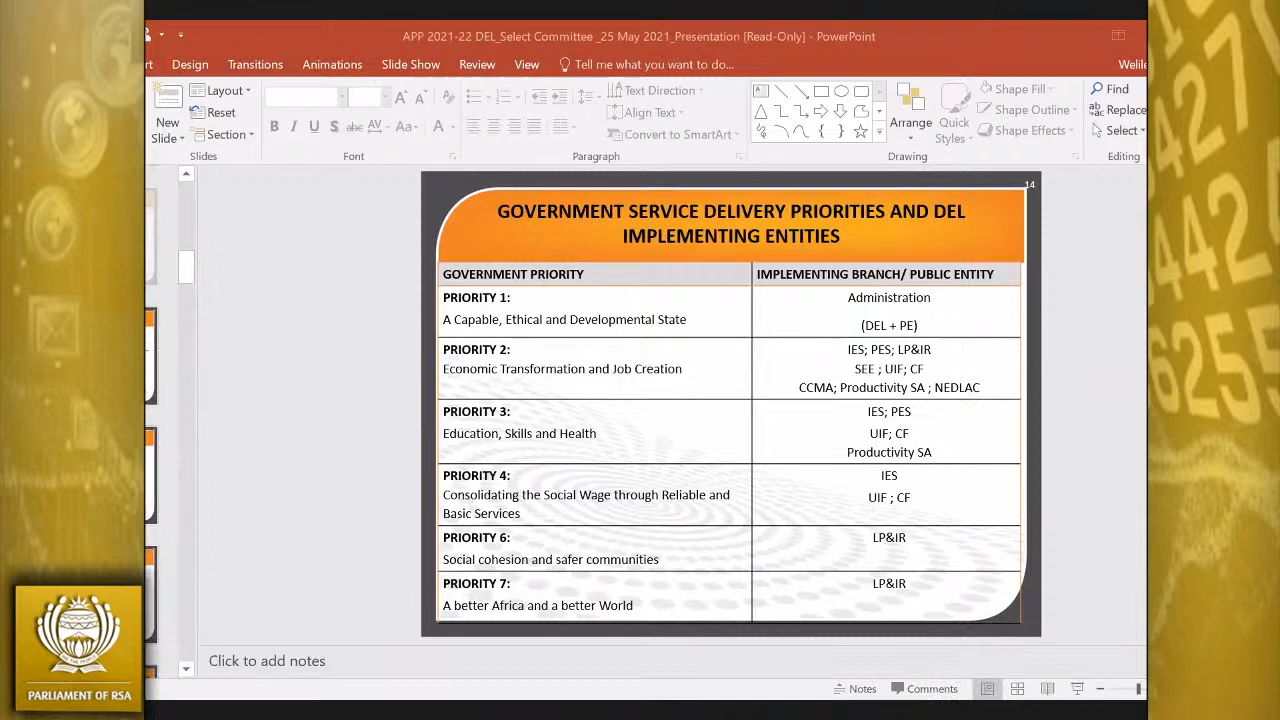 APP 2021-22 DEL_Select Committee _25 May 2021_Presentation [Read-Only] - PowerPoint
Design Transitions Animations Slide Show Review View Tell me what you want to do...
New Slide
Layout
Reset
Section
Slides
B I U S abc AV Aa A
Font
Text Direction
Align Text
Convert to SmartArt
Paragraph
Arrange
Quick Styles
Shape Fill
Shape Outline
Shape Effects
Drawing
Find
Replace
Select
Editing
14
GOVERNMENT SERVICE DELIVERY PRIORITIES AND DEL
IMPLEMENTING ENTITIES
GOVERNMENT PRIORITY IMPLEMENTING BRANCH/ PUBLIC ENTITY
PRIORITY 1: Administration
A Capable, Ethical and Developmental State (DEL + PE)
PRIORITY 2: IES; PES; LP&IR
Economic Transformation and Job Creation SEE ; UIF; CF
CCMA; Productivity SA ; NEDLAC
PRIORITY 3: IES; PES
Education, Skills and Health UIF; CF
Productivity SA
PRIORITY 4: IES
Consolidating the Social Wage through Reliable and UIF ; CF
Basic Services
PRIORITY 6: LP&IR
Social cohesion and safer communities
PRIORITY 7: LP&IR
A better Africa and a better World
Click to add notes
Notes Comments
PARLIAMENT OF RSA